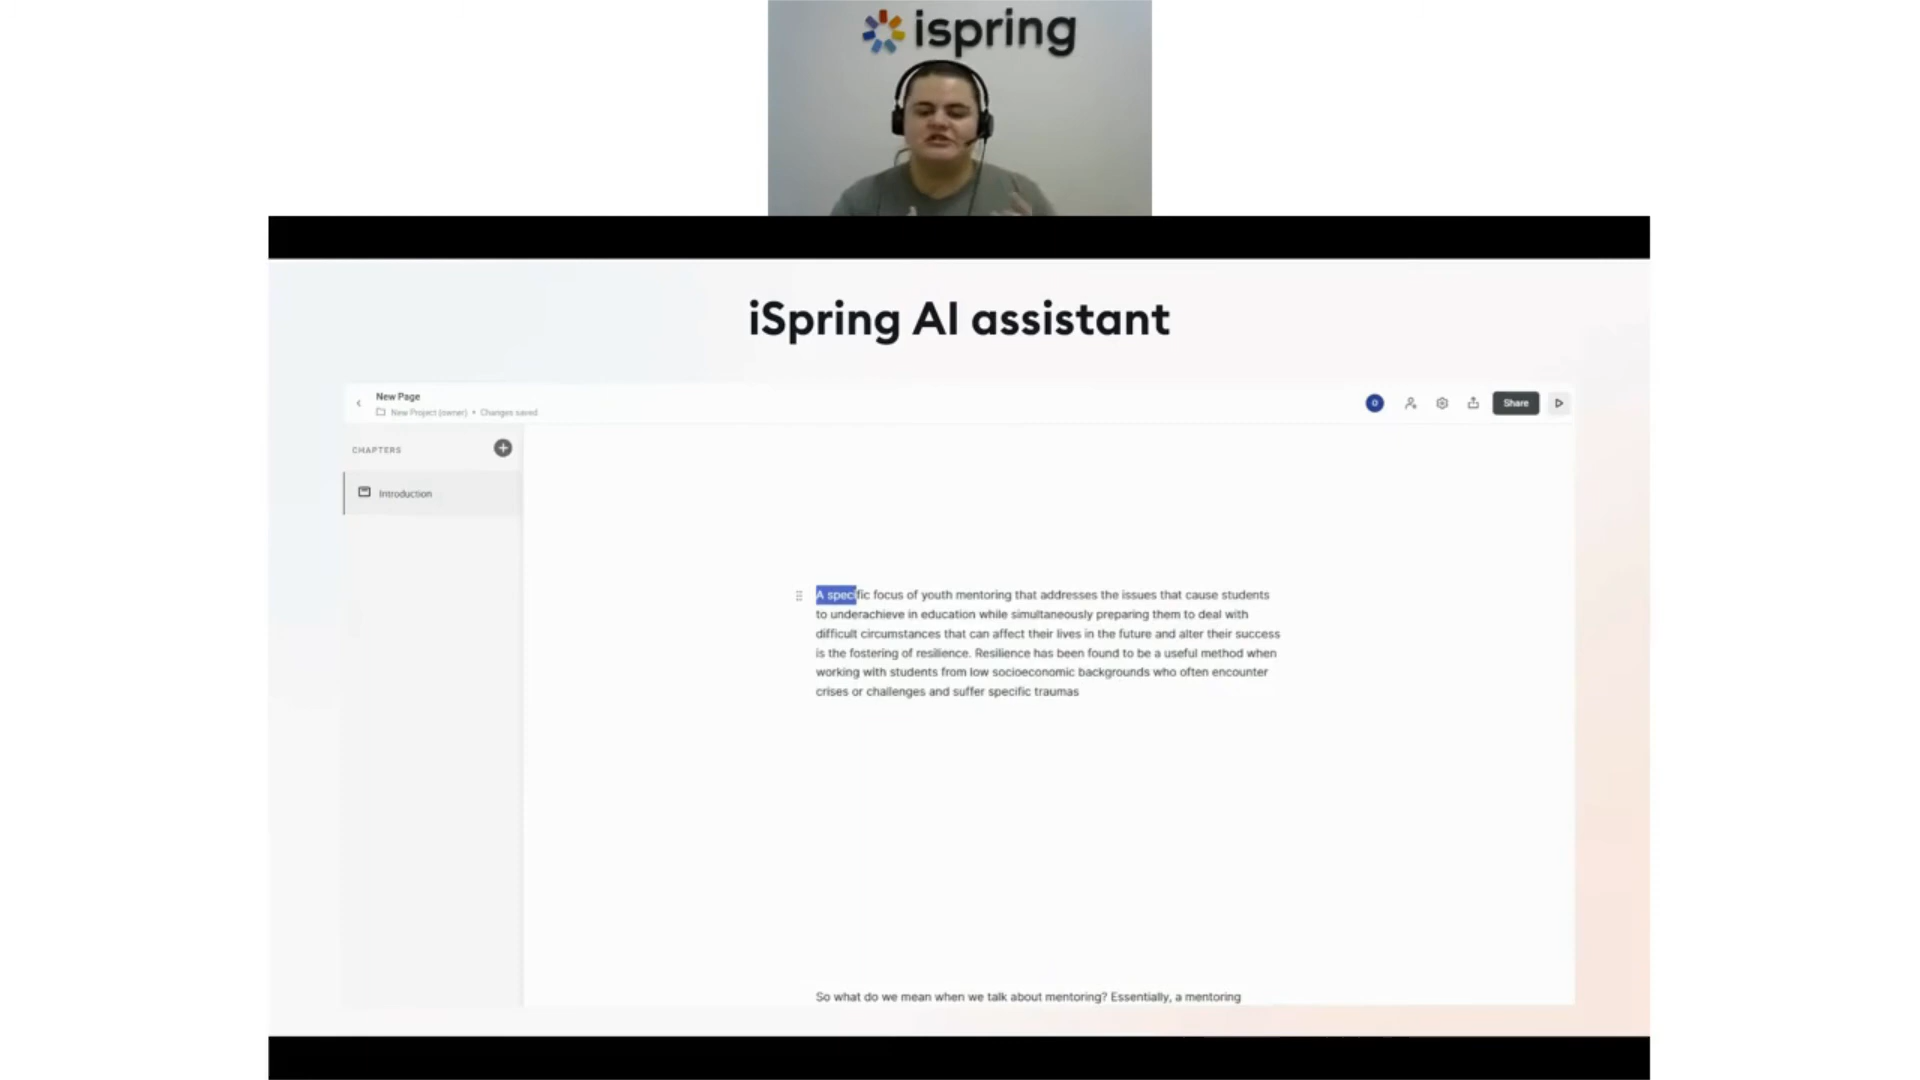 ispring
iSpring AI assistant
New Page
New Project (owner) • Changes saved
0
Share
CHAPTERS
Introduction
A specific focus of youth mentoring that addresses the issues that cause students
to underachieve in education while simultaneously preparing them to deal with
difficult circumstances that can affect their lives in the future and alter their success
is the fostering of resilience. Resilience has been found to be a useful method when
working with students from low socioeconomic backgrounds who often encounter
crises or challenges and suffer specific traumas
So what do we mean when we talk about mentoring? Essentially, a mentoring